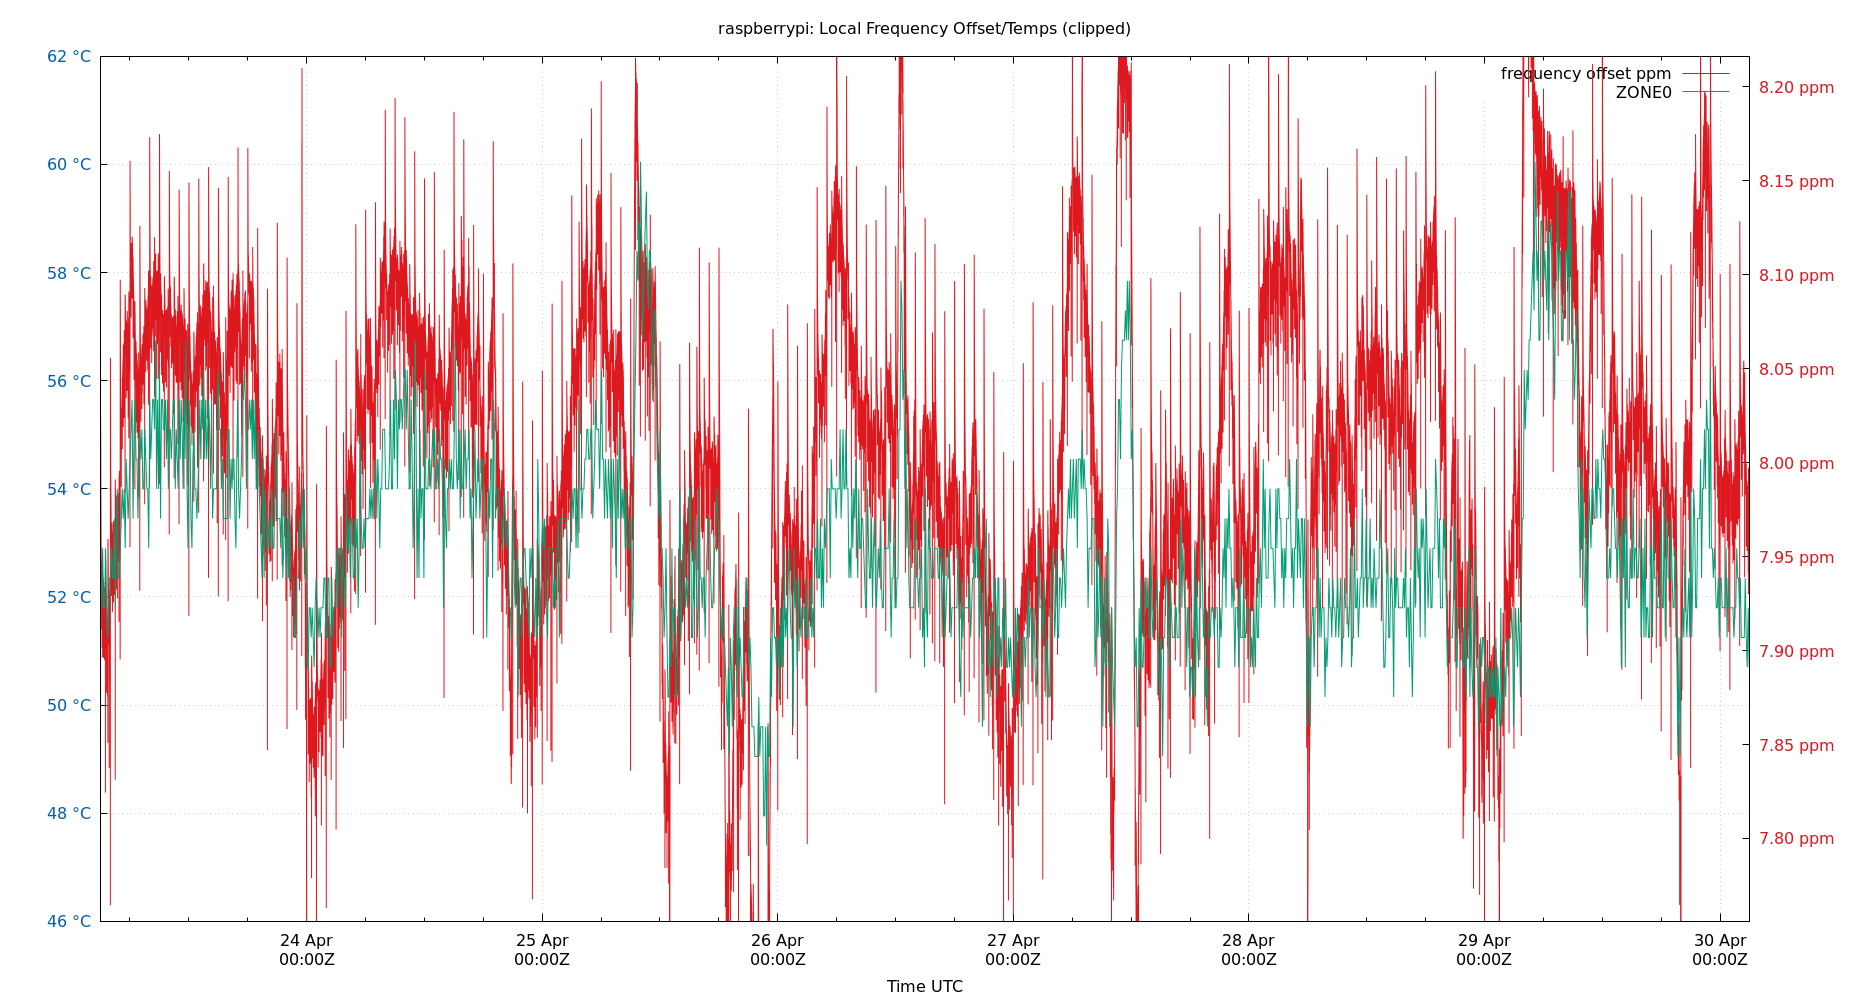 raspberrypi: Local Frequency Offset/Temps (clipped)
62 °C
60 °C
58 °C
56 °C
54 °C
52 °C
50 °C
48 °C
46 °C
frequency offset ppm
ZONE0
8.20 ppm
8.15 ppm
8.10 ppm
8.05 ppm
8.00 ppm
7.95 ppm
7.90 ppm
7.85 ppm
7.80 ppm
24 Apr
00:00Z
25 Apr
00:00Z
26 Apr
00:00Z
27 Apr
00:00Z
28 Apr
00:00Z
29 Apr
00:00Z
30 Apr
00:00Z
Time UTC